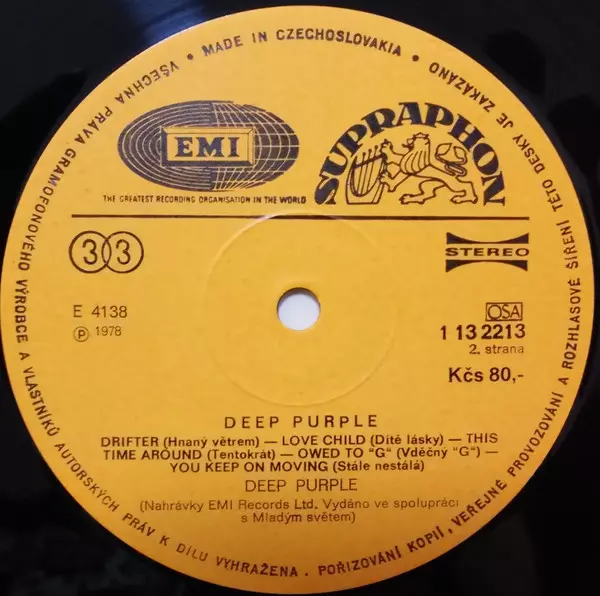 VŠECHNA PRÁVA GRAMOFONOVÉHO VÝROBCE A VLASTNÍKŮ AUTORSKÝCH PRÁV K DÍLU VYHRAŽENA. • POŘIZOVÁNÍ KOPIÍ, VEŘEJNÉ PROVOZOVÁNÍ A ROZHLASOVÉ ŠÍŘENÍ TÉTO DESKY JE ZAKÁZÁNO
• MADE IN CZECHOSLOVAKIA •
EMI
SUPRAPHON
THE GREATEST RECORDING ORGANISATION IN THE WORLD
33
STEREO
E 4138
℗ 1978
OSA
1 13 2213
2. strana
Kčs 80,-
DEEP PURPLE
DRIFTER (Hnaný větrem) — LOVE CHILD (Dítě lásky) — THIS
TIME AROUND (Tentokrát) — OWED TO "G" (Vděčný "G") —
YOU KEEP ON MOVING (Stále nestálá)
DEEP PURPLE
(Nahrávky EMI Records Ltd. Vydáno ve spolupráci
s Mladým světem)